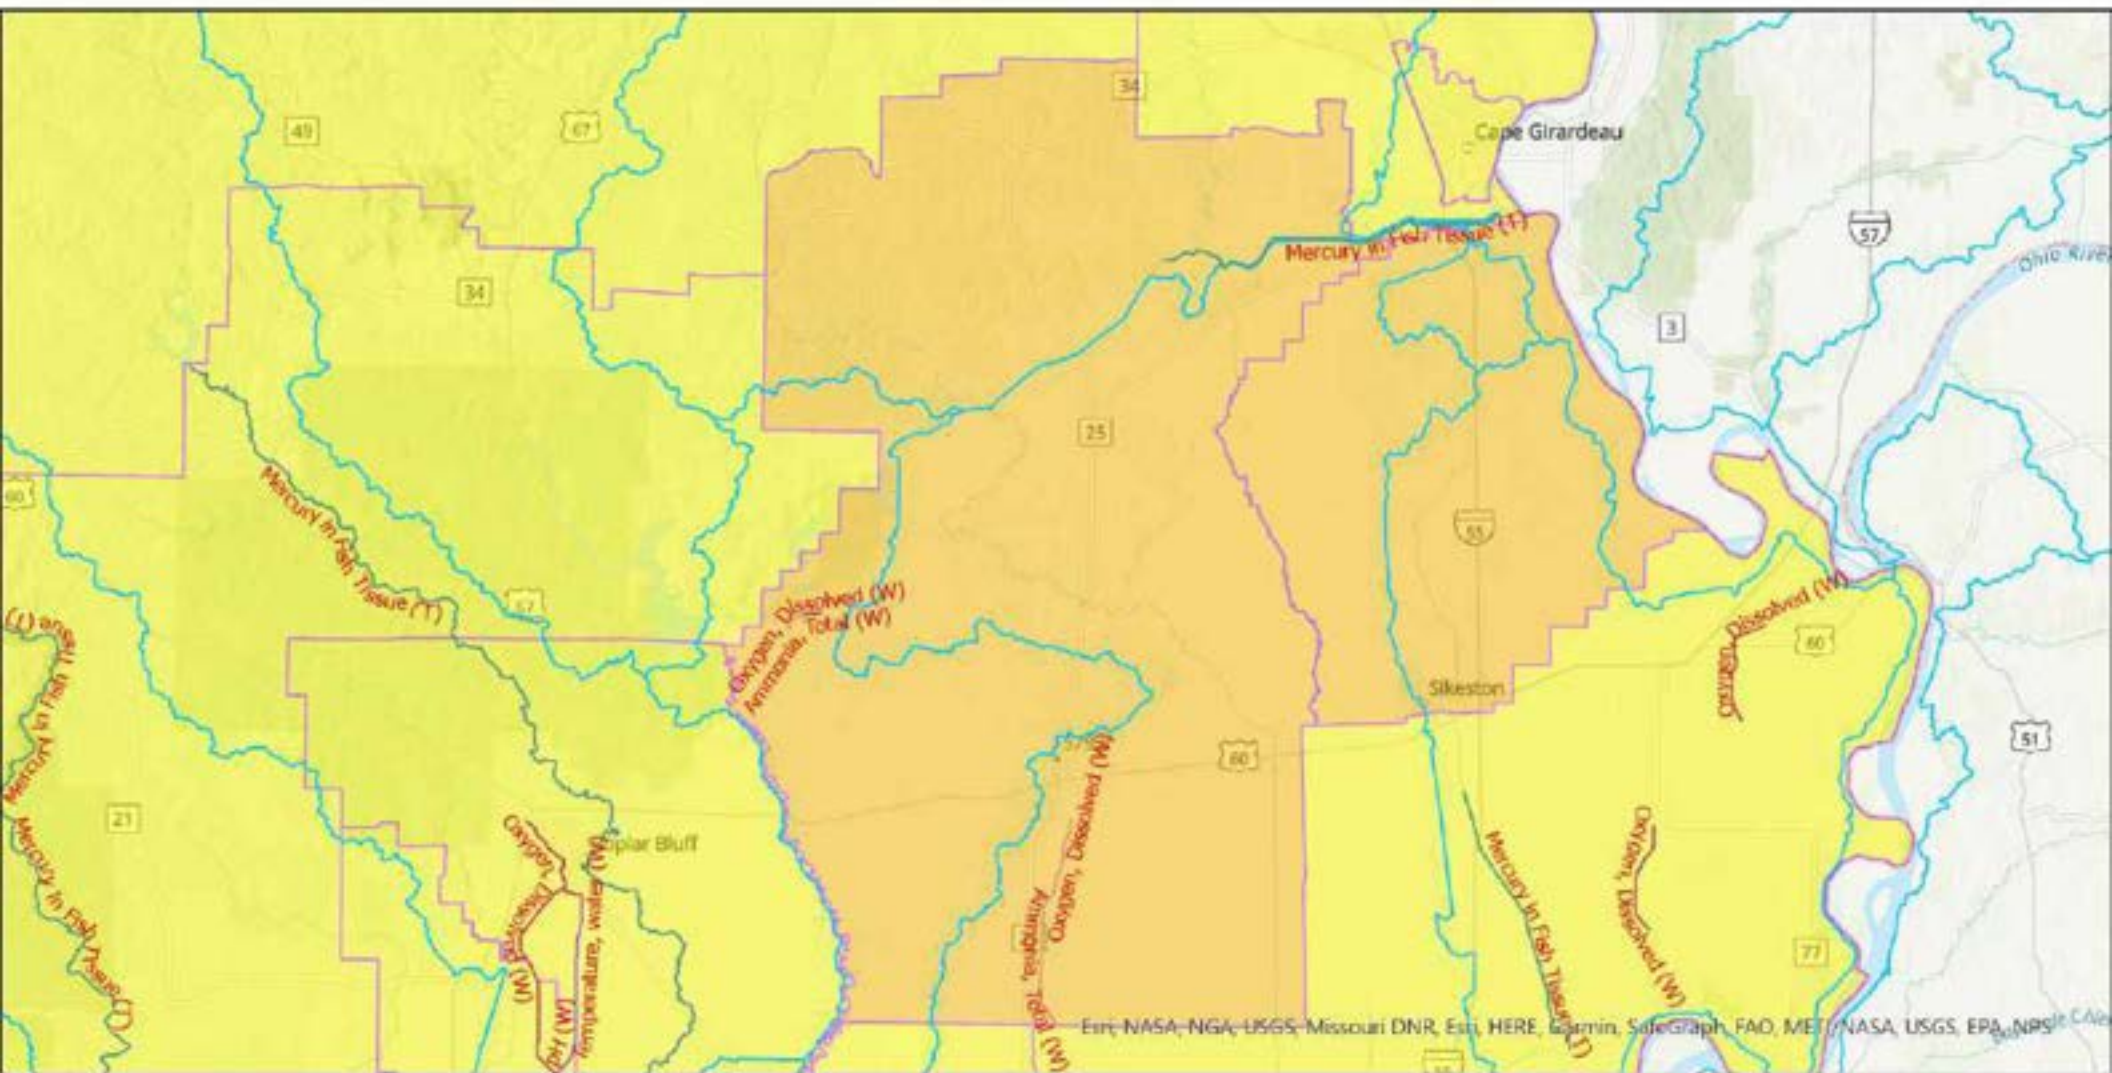 34
49
67
Cape Girardeau
57
Mercury in Fish Tissue (T)
Ohio River
34
3
25
60
55
Mercury in Fish Tissue (T)
67
Oxygen, Dissolved (W)
Ammonia, Total (W)
Mercury in Fish Tissue (T)
Oxygen, Dissolved (W)
60
Sikeston
51
60
21
Mercury in Fish Tissue (T)
Oxygen, Dissolved (W)
pH (W)
Temperature, water (W)
Poplar Bluff
Oxygen, Dissolved (W)
Ammonia, Total (W)
Mercury in Fish Tissue (T)
Oxygen, Dissolved (W)
77
Esri, NASA, NGA, USGS, Missouri DNR, Esri, HERE, Garmin, SafeGraph, FAO, METI/NASA, USGS, EPA, NPS